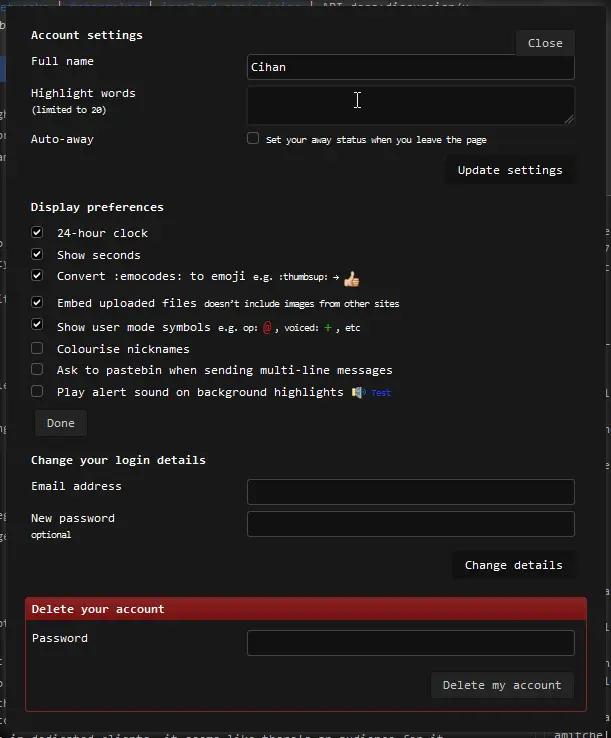 Account settings
Close
Full name
Cihan
Highlight words
(limited to 20)
Auto-away
Set your away status when you leave the page
Update settings
Display preferences
24-hour clock
Show seconds
Convert :emocodes: to emoji e.g. :thumbsup: → 👍
Embed uploaded files doesn't include images from other sites
Show user mode symbols e.g. op: @, voiced: +, etc
Colourise nicknames
Ask to pastebin when sending multi-line messages
Play alert sound on background highlights Test
Done
Change your login details
Email address
New password
optional
Change details
Delete your account
Password
Delete my account